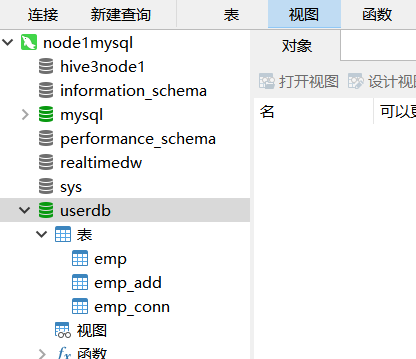 连接 新建查询 表 视图 函数
node1mysql
hive3node1
information_schema
mysql
performance_schema
realtimedw
sys
userdb
表
emp
emp_add
emp_conn
视图
函数
对象
打开视图 设计视
名 可以